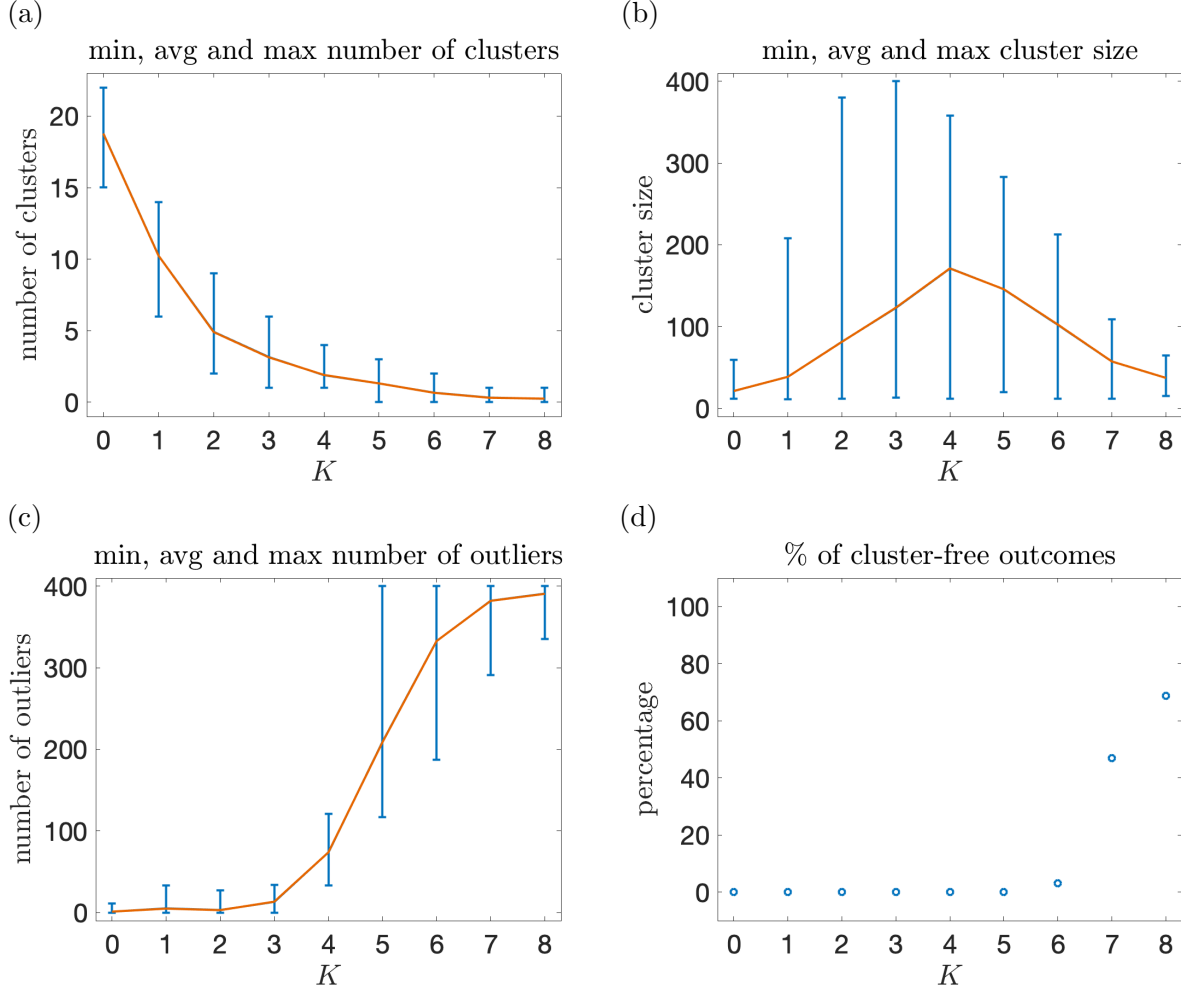 (a)
min, avg and max number of clusters
number of clusters
20
15
10
5
0
0 1 2 3 4 5 6 7 8
K
(b)
min, avg and max cluster size
cluster size
400
300
200
100
0
0 1 2 3 4 5 6 7 8
K
(c)
min, avg and max number of outliers
number of outliers
400
300
200
100
0
0 1 2 3 4 5 6 7 8
K
(d)
% of cluster-free outcomes
percentage
100
80
60
40
20
0
0 1 2 3 4 5 6 7 8
K